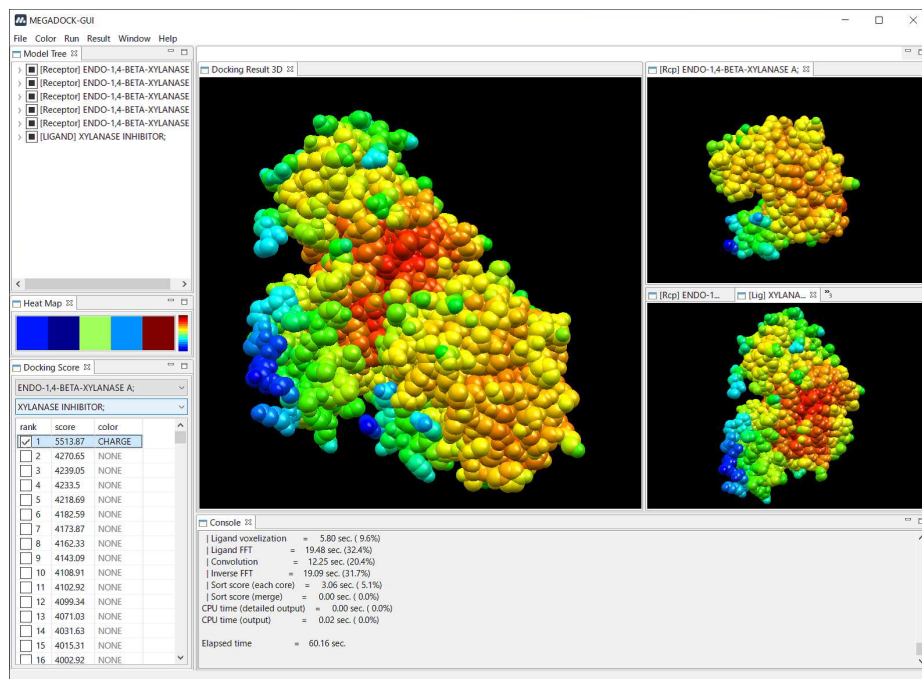 MEGADOCK-GUI
File Color Run Result Window Help
Model Tree
[Receptor] ENDO-1,4-BETA-XYLANASE
[Receptor] ENDO-1,4-BETA-XYLANASE
[Receptor] ENDO-1,4-BETA-XYLANASE
[Receptor] ENDO-1,4-BETA-XYLANASE
[Receptor] ENDO-1,4-BETA-XYLANASE
[LIGAND] XYLANASE INHIBITOR;
Heat Map
Docking Score
ENDO-1,4-BETA-XYLANASE A;
XYLANASE INHIBITOR;
rank score color
1 5513.87 CHARGE
2 4270.65 NONE
3 4239.05 NONE
4 4233.5 NONE
5 4218.69 NONE
6 4182.59 NONE
7 4173.87 NONE
8 4162.33 NONE
9 4143.09 NONE
10 4108.91 NONE
11 4102.92 NONE
12 4099.34 NONE
13 4071.03 NONE
14 4031.63 NONE
15 4015.31 NONE
16 4002.92 NONE
Docking Result 3D
[Rcp] ENDO-1,4-BETA-XYLANASE A;
[Rcp] ENDO-1... [Lig] XYLANA... »3
Console
| Ligand voxelization = 5.80 sec. ( 9.6%)
| Ligand FFT = 19.48 sec. (32.4%)
| Convolution = 12.25 sec. (20.4%)
| Inverse FFT = 19.09 sec. (31.7%)
| Sort score (each core) = 3.06 sec. ( 5.1%)
| Sort score (merge) = 0.00 sec. ( 0.0%)
CPU time (detailed output) = 0.00 sec. ( 0.0%)
CPU time (output) = 0.02 sec. ( 0.0%)
Elapsed time = 60.16 sec.